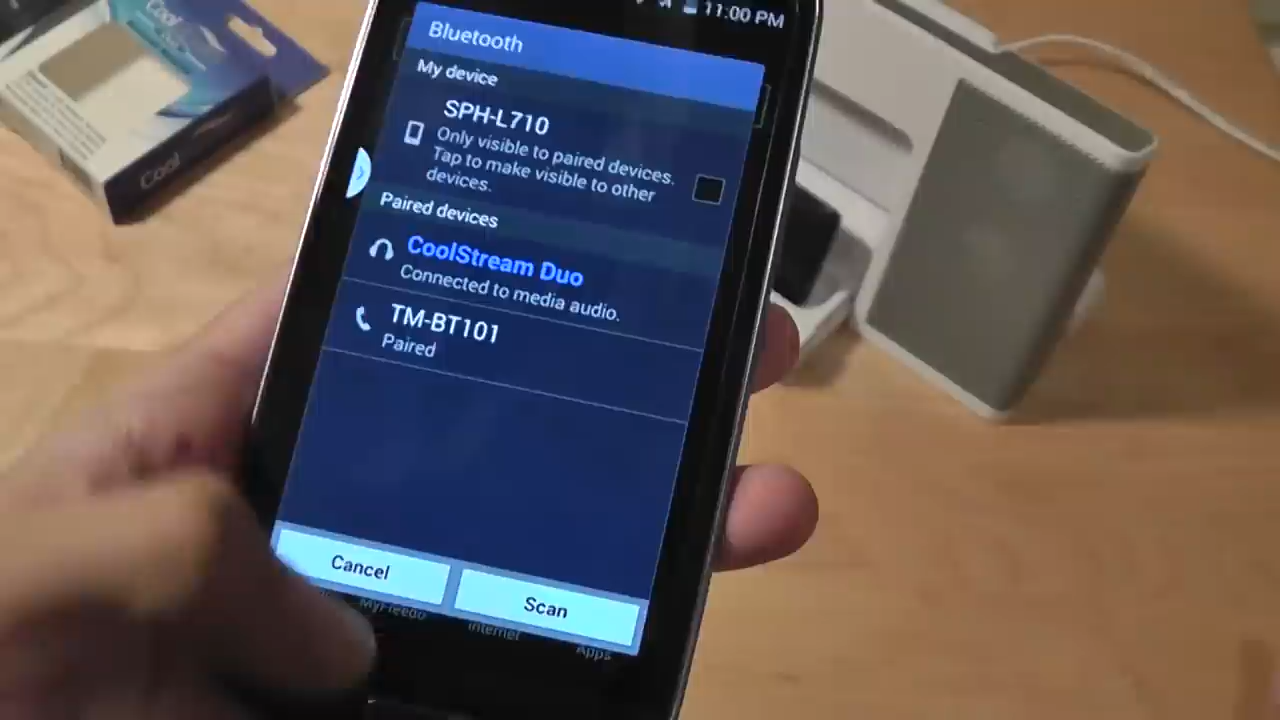 11:00 PM
Bluetooth
My device
SPH-L710
Only visible to paired devices.
Tap to make visible to other
devices.
Paired devices
CoolStream Duo
Connected to media audio.
TM-BT101
Paired
Cancel
Scan
Internet
Apps
Cool
Cool